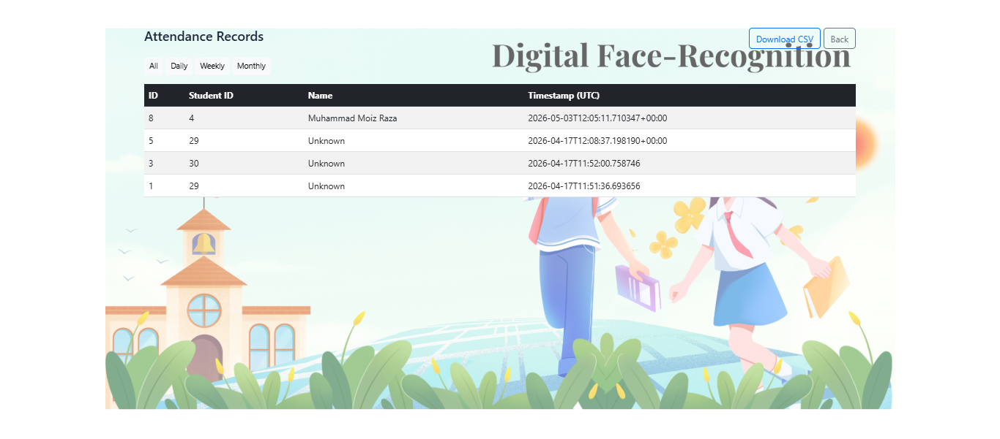 Attendance Records
Download CSV Back
Digital Face-Recognition
All Daily Weekly Monthly
ID Student ID Name Timestamp (UTC)
8 4 Muhammad Moiz Raza 2026-05-03T12:05:11.710347+00:00
5 29 Unknown 2026-04-17T12:08:37.198190+00:00
3 30 Unknown 2026-04-17T11:52:00.758746
1 29 Unknown 2026-04-17T11:51:36.693656